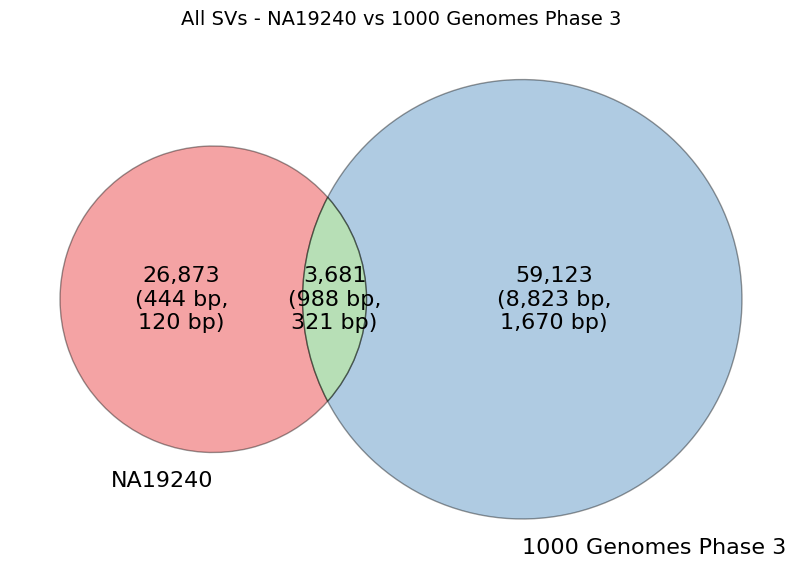 All SVs - NA19240 vs 1000 Genomes Phase 3
26,873
(444 bp,
120 bp)
3,681
(988 bp,
321 bp)
59,123
(8,823 bp,
1,670 bp)
NA19240
1000 Genomes Phase 3